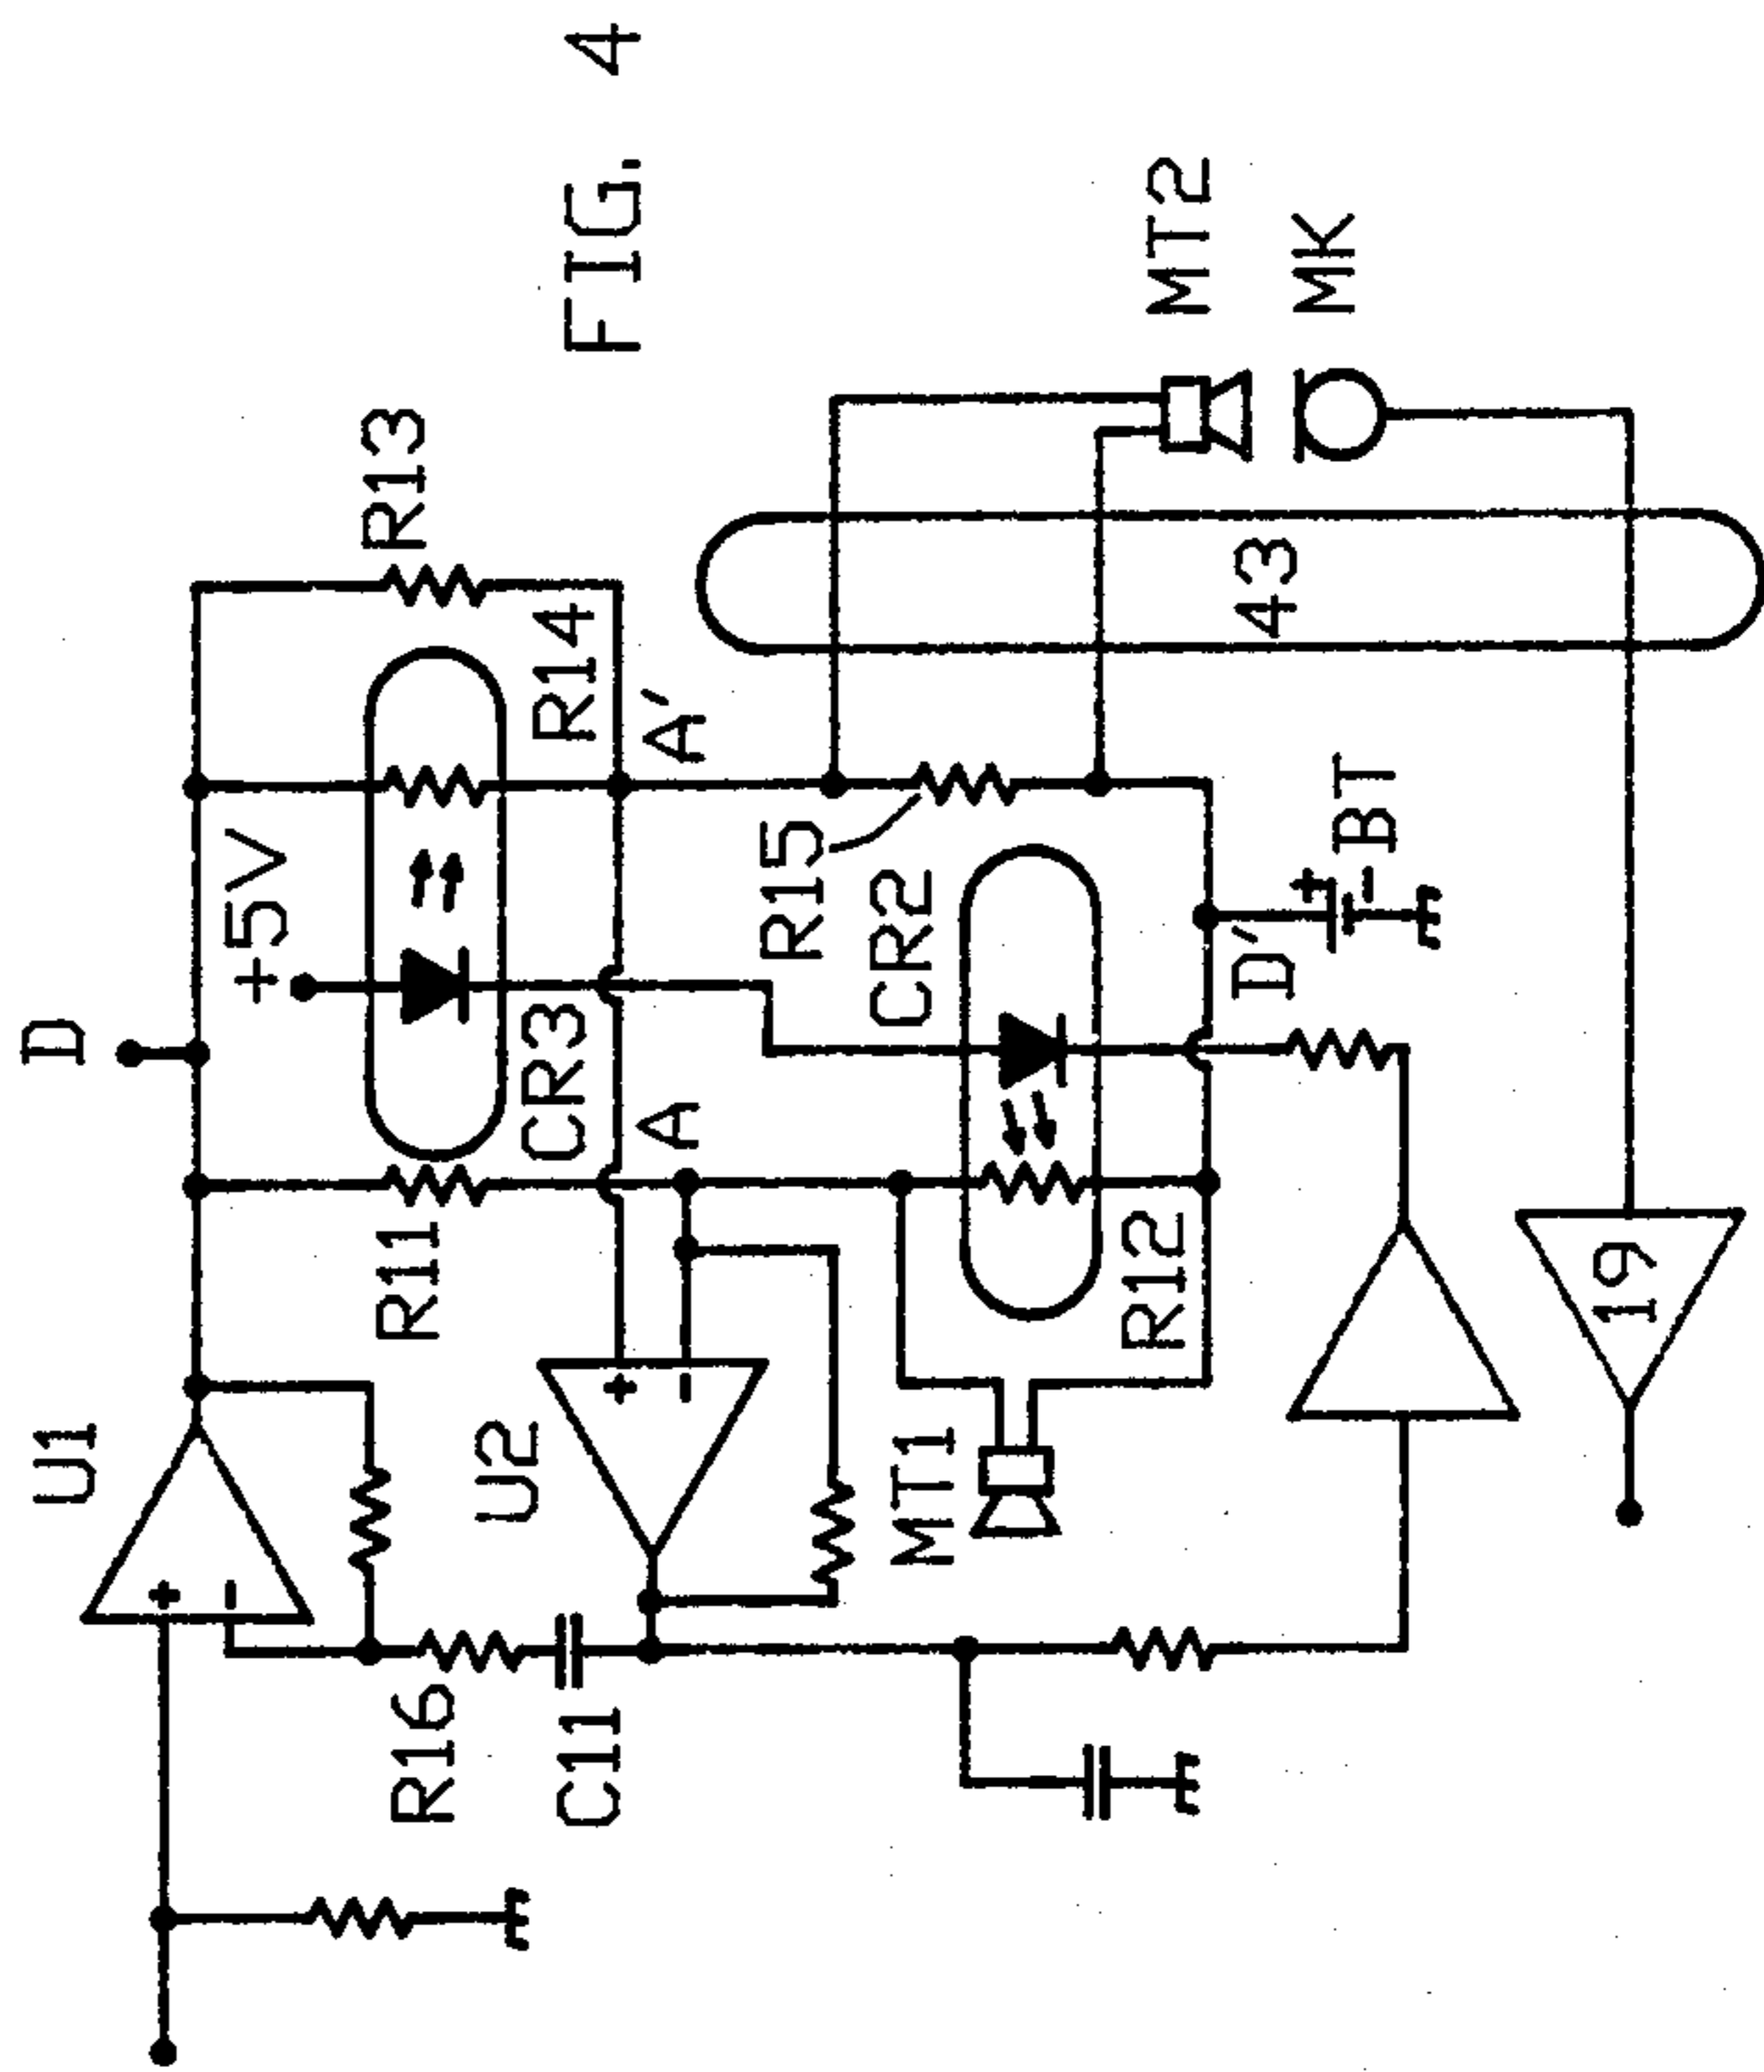 D
U1
+
-
+5V
R13
R11
CR3
R14
U2
+
-
A
A'
R16
C11
R15
CR2
MT1
R12
D'
+
-
BT
43
MT2
MK
19
FIG. 4